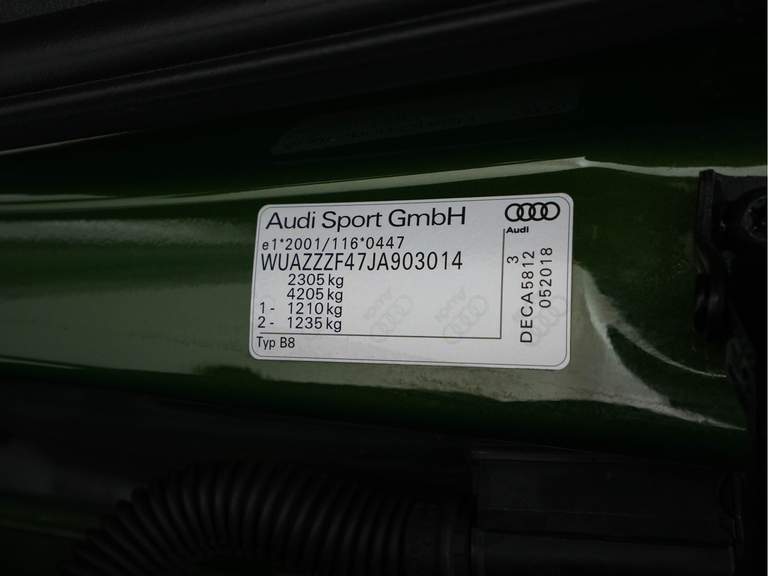 Audi Sport GmbH
Audi
e1*2001/116*0447
WUAZZZF47JA903014
2305 kg
4205 kg
1 - 1210 kg
2 - 1235 kg
Typ B8
3
DECA5812
052018